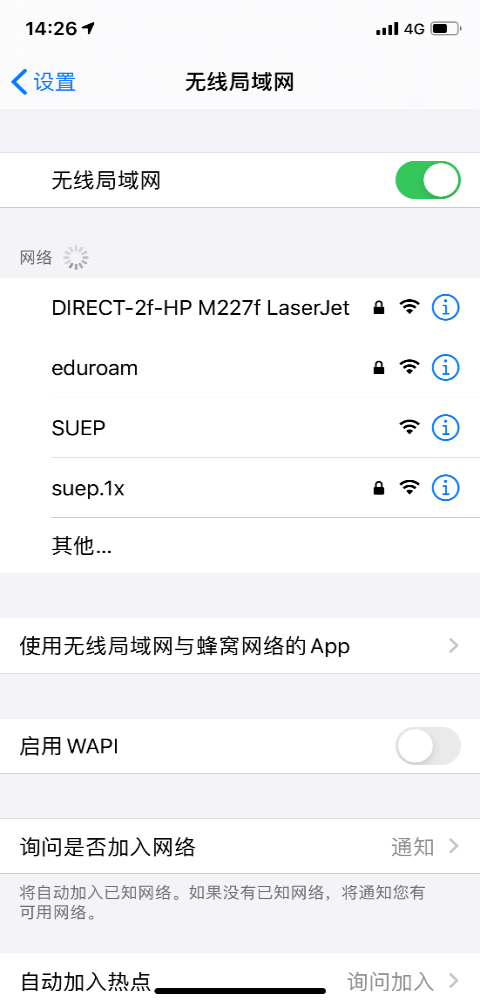 14:26
4G
设置
无线局域网
无线局域网
网络
DIRECT-2f-HP M227f LaserJet
eduroam
SUEP
suep.1x
其他...
使用无线局域网与蜂窝网络的App
启用 WAPI
询问是否加入网络 通知
将自动加入已知网络。如果没有已知网络，将通知您有
可用网络。
自动加入热点 询问加入